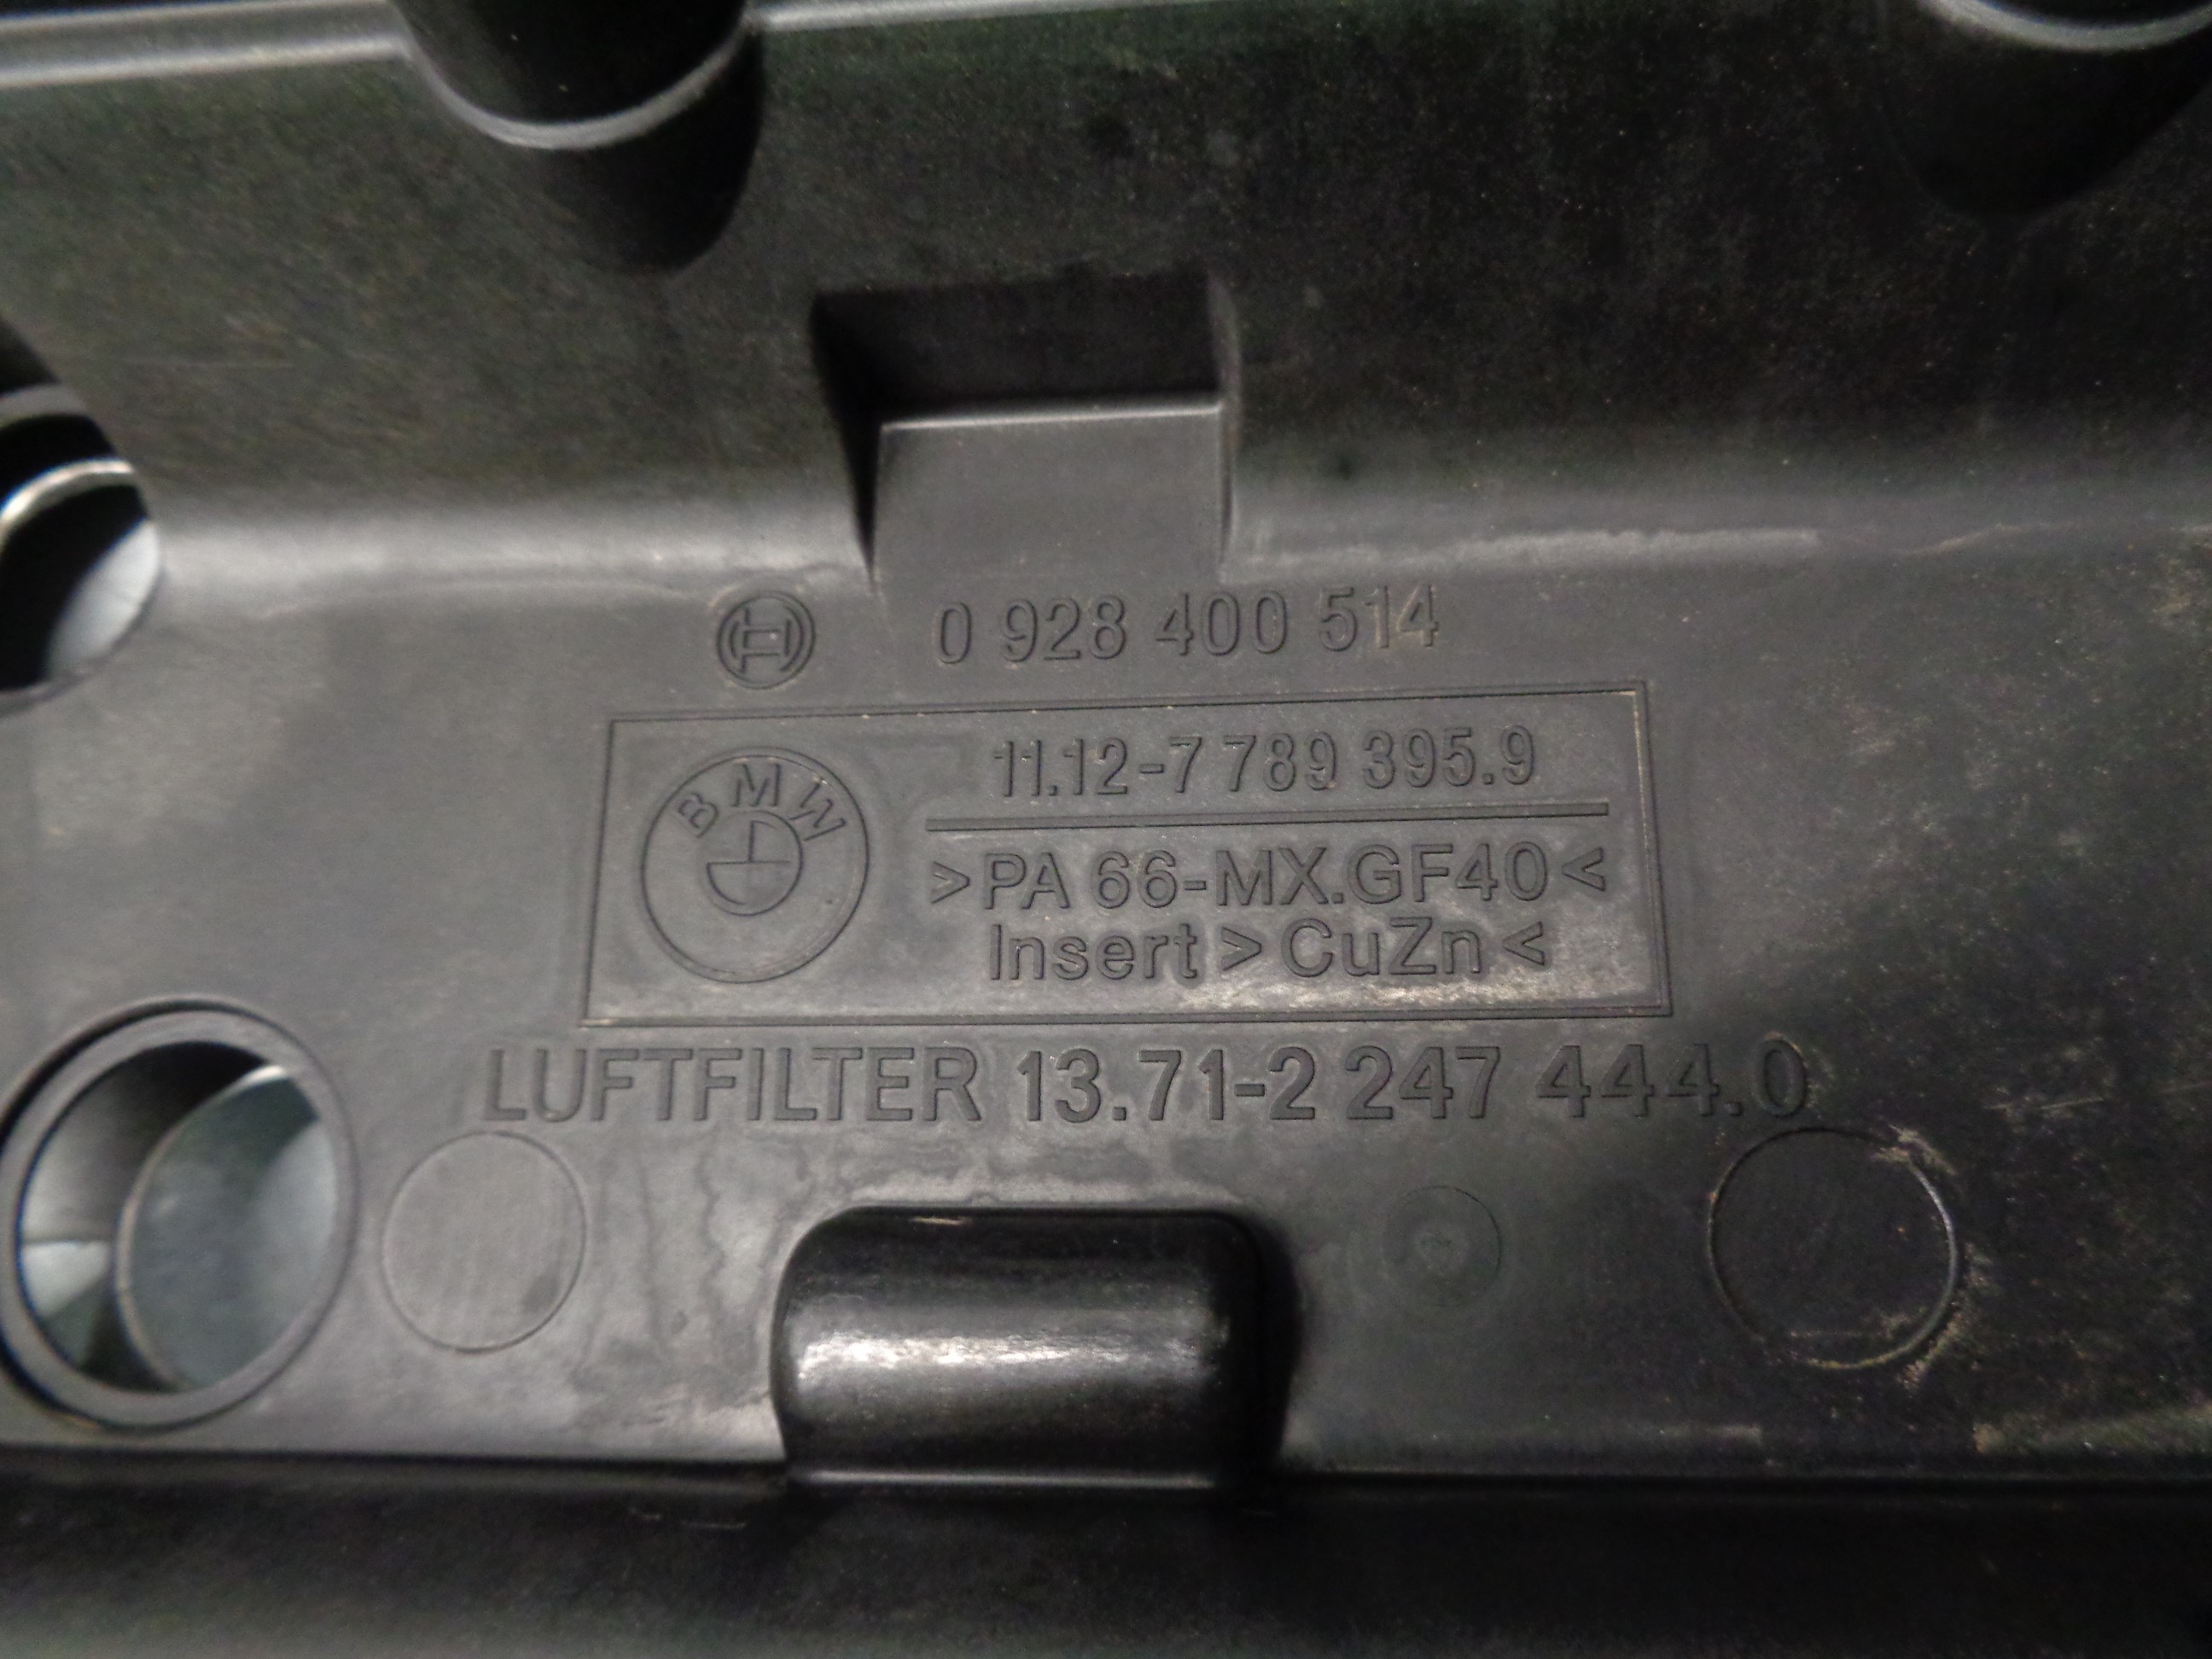 0 928 400 514
BMW
11.12-7 789 395.9
>PA 66-MX.GF40<
Insert >CuZn<
LUFTFILTER 13.71-2 247 444.0